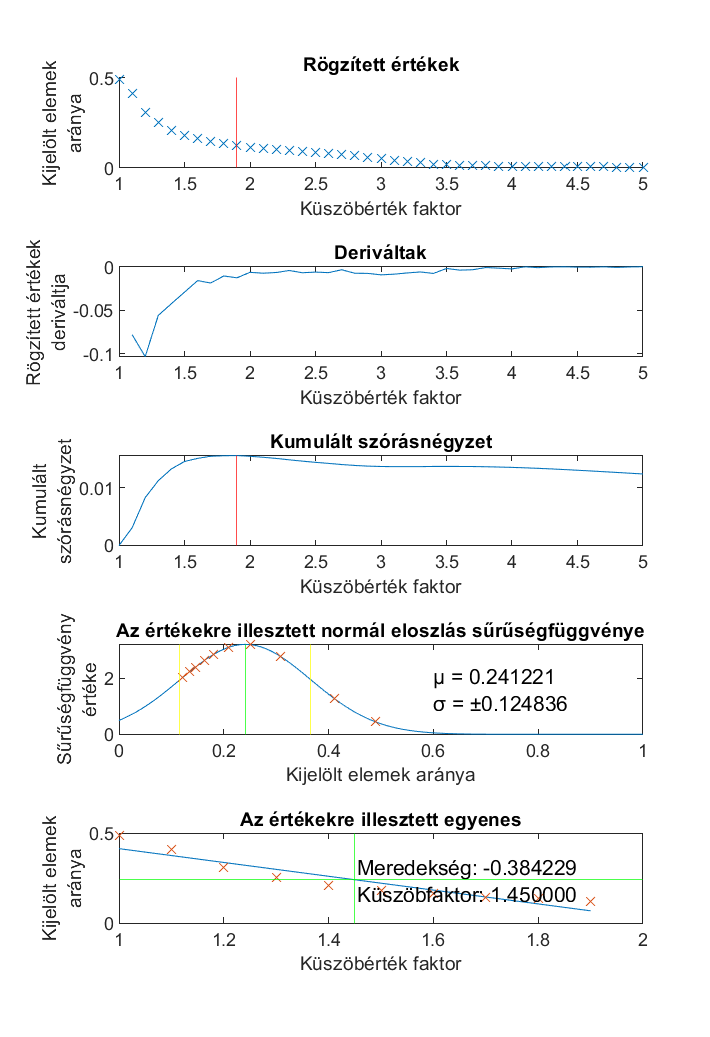 Rögzített értékek
Kijelölt elemek
aránya
0.5
0
1 1.5 2 2.5 3 3.5 4 4.5 5
Küszöbérték faktor
Deriváltak
Rögzített értékek
deriváltja
0
-0.05
-0.1
1 1.5 2 2.5 3 3.5 4 4.5 5
Küszöbérték faktor
Kumulált szórásnégyzet
Kumulált
szórásnégyzet
0.01
0
1 1.5 2 2.5 3 3.5 4 4.5 5
Küszöbérték faktor
Az értékekre illesztett normál eloszlás sűrűségfüggvénye
Sűrűségfüggvény
értéke
2
0
μ = 0.241221
σ = ±0.124836
0 0.2 0.4 0.6 0.8 1
Kijelölt elemek aránya
Az értékekre illesztett egyenes
Kijelölt elemek
aránya
0.5
0
Meredekség: -0.384229
Küszöbfaktor: 1.450000
1 1.2 1.4 1.6 1.8 2
Küszöbérték faktor